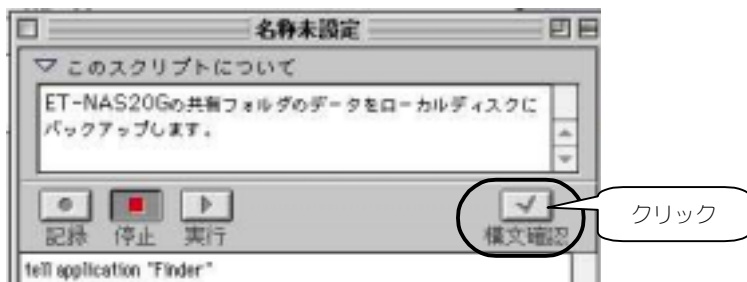 名称未設定
このスクリプトについて
ET-NAS20Gの共有フォルダのデータをローカルディスクに
バックアップします。
記録 停止 実行 構文確認
クリック
tell application "Finder"